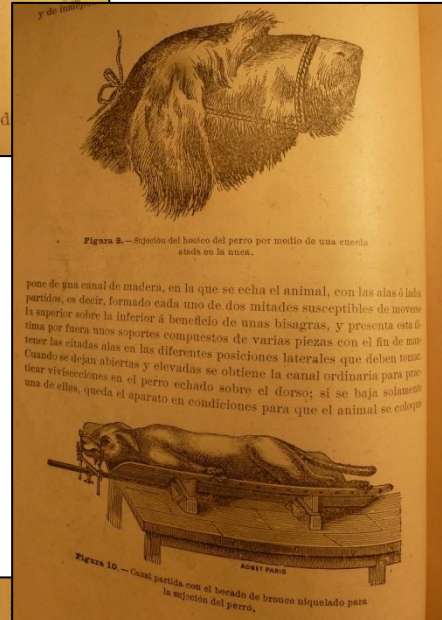 y de inmej
d
Figura 9. — Sujeción del hocico del perro por medio de una cuerda
atada en la nuca.
pone de una canal de madera, en la que se echa el animal, con las alas ó lados
partidos, es decir, formado cada uno de dos mitades susceptibles de moverse
la superior sobre la inferior á beneficio de unas bisagras, y presenta esta úl-
tima por fuera unos soportes compuestos de varias piezas con el fin de man-
tener las citadas alas en las diferentes posiciones laterales que deben tomar.
Cuando se dejan abiertas y elevadas se obtiene la canal ordinaria para prac-
ticar vivisecciones en el perro echado sobre el dorso; si se baja solamente
una de ellas, queda el aparato en condiciones para que el animal se coloque
ADNET PARIS
Figura 10. — Canal partida con el bocado de bronce niquelado para
la sujeción del perro.